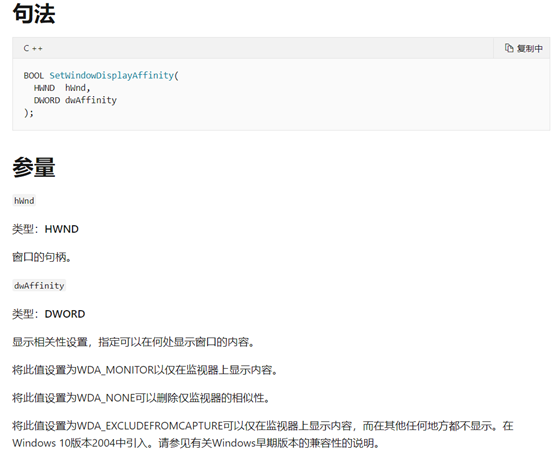 句法
C ++
复制中
BOOL SetWindowDisplayAffinity(
HWND hWnd,
DWORD dwAffinity
);
参量
hWnd
类型：HWND
窗口的句柄。
dwAffinity
类型：DWORD
显示相关性设置，指定可以在何处显示窗口的内容。
将此值设置为WDA_MONITOR以仅在监视器上显示内容。
将此值设置为WDA_NONE可以删除仅监视器的相似性。
将此值设置为WDA_EXCLUDEFROMCAPTURE可以仅在监视器上显示内容，而在其他任何地方都不显示。在
Windows 10版本2004中引入。请参见有关Windows早期版本的兼容性的说明。